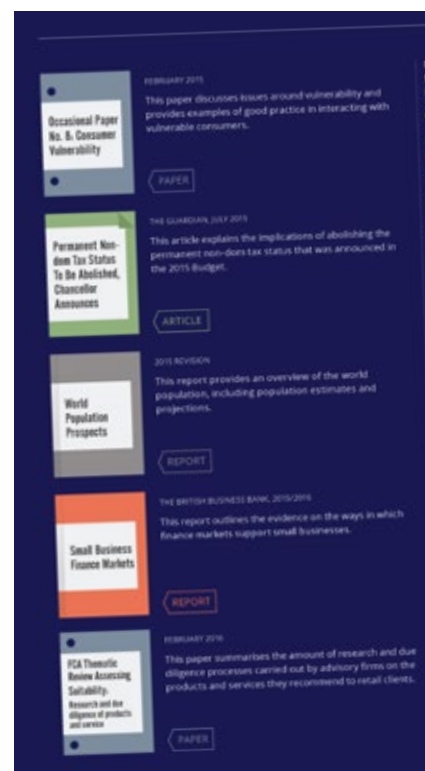 FEBRUARY 2015
Occasional Paper
No. 8: Consumer
Vulnerability
This paper discusses issues around vulnerability and
provides examples of good practice in interacting with
vulnerable consumers.
PAPER
THE GUARDIAN, JULY 2015
Permanent Non-
dom Tax Status
To Be Abolished,
Chancellor
Announces
This article explains the implications of abolishing the
permanent non-dom tax status that was announced in
the 2015 Budget.
ARTICLE
2015 REVISION
World
Population
Prospects
This report provides an overview of the world
population, including population estimates and
projections.
REPORT
THE BRITISH BUSINESS BANK, 2015/2016
Small Business
Finance Markets
This report outlines the evidence on the ways in which
finance markets support small businesses.
REPORT
FEBRUARY 2016
FCA Thematic
Review Assessing
Suitability:
Research and due
diligence of products
and service
This paper summarises the amount of research and due
diligence processes carried out by advisory firms on the
products and services they recommend to retail clients.
PAPER